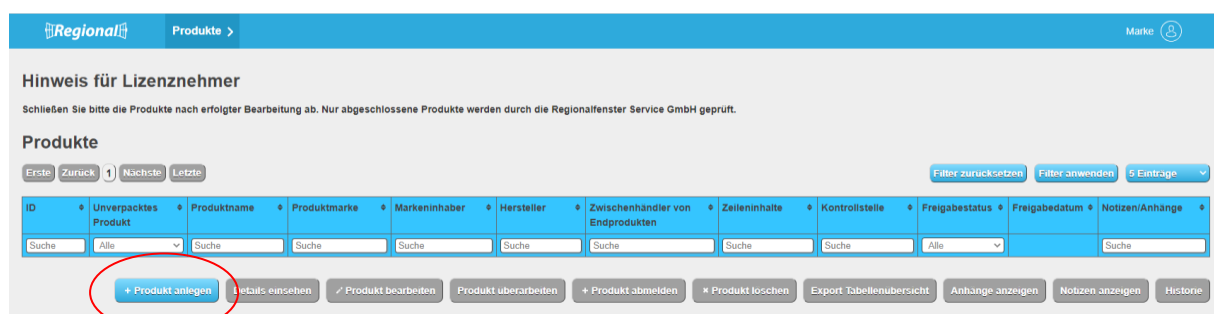 Regional
Produkte >
Marke
Hinweis für Lizenznehmer
Schließen Sie bitte die Produkte nach erfolgter Bearbeitung ab. Nur abgeschlossene Produkte werden durch die Regionalfenster Service GmbH geprüft.
Produkte
Erste Zurück 1 Nächste Letzte
Filter zurücksetzen Filter anwenden 5 Einträge
ID Unverpacktes Produkt Produktname Produktmarke Markeninhaber Hersteller Zwischenhändler von Endprodukten Zeileninhalte Kontrollstelle Freigabestatus Freigabedatum Notizen/Anhänge
Suche Alle Suche Suche Suche Suche Suche Suche Suche Alle Suche
+ Produkt anlegen Details einsehen Produkt bearbeiten Produkt überarbeiten + Produkt abmelden × Produkt löschen Export Tabellenübersicht Anhänge anzeigen Notizen anzeigen Historie